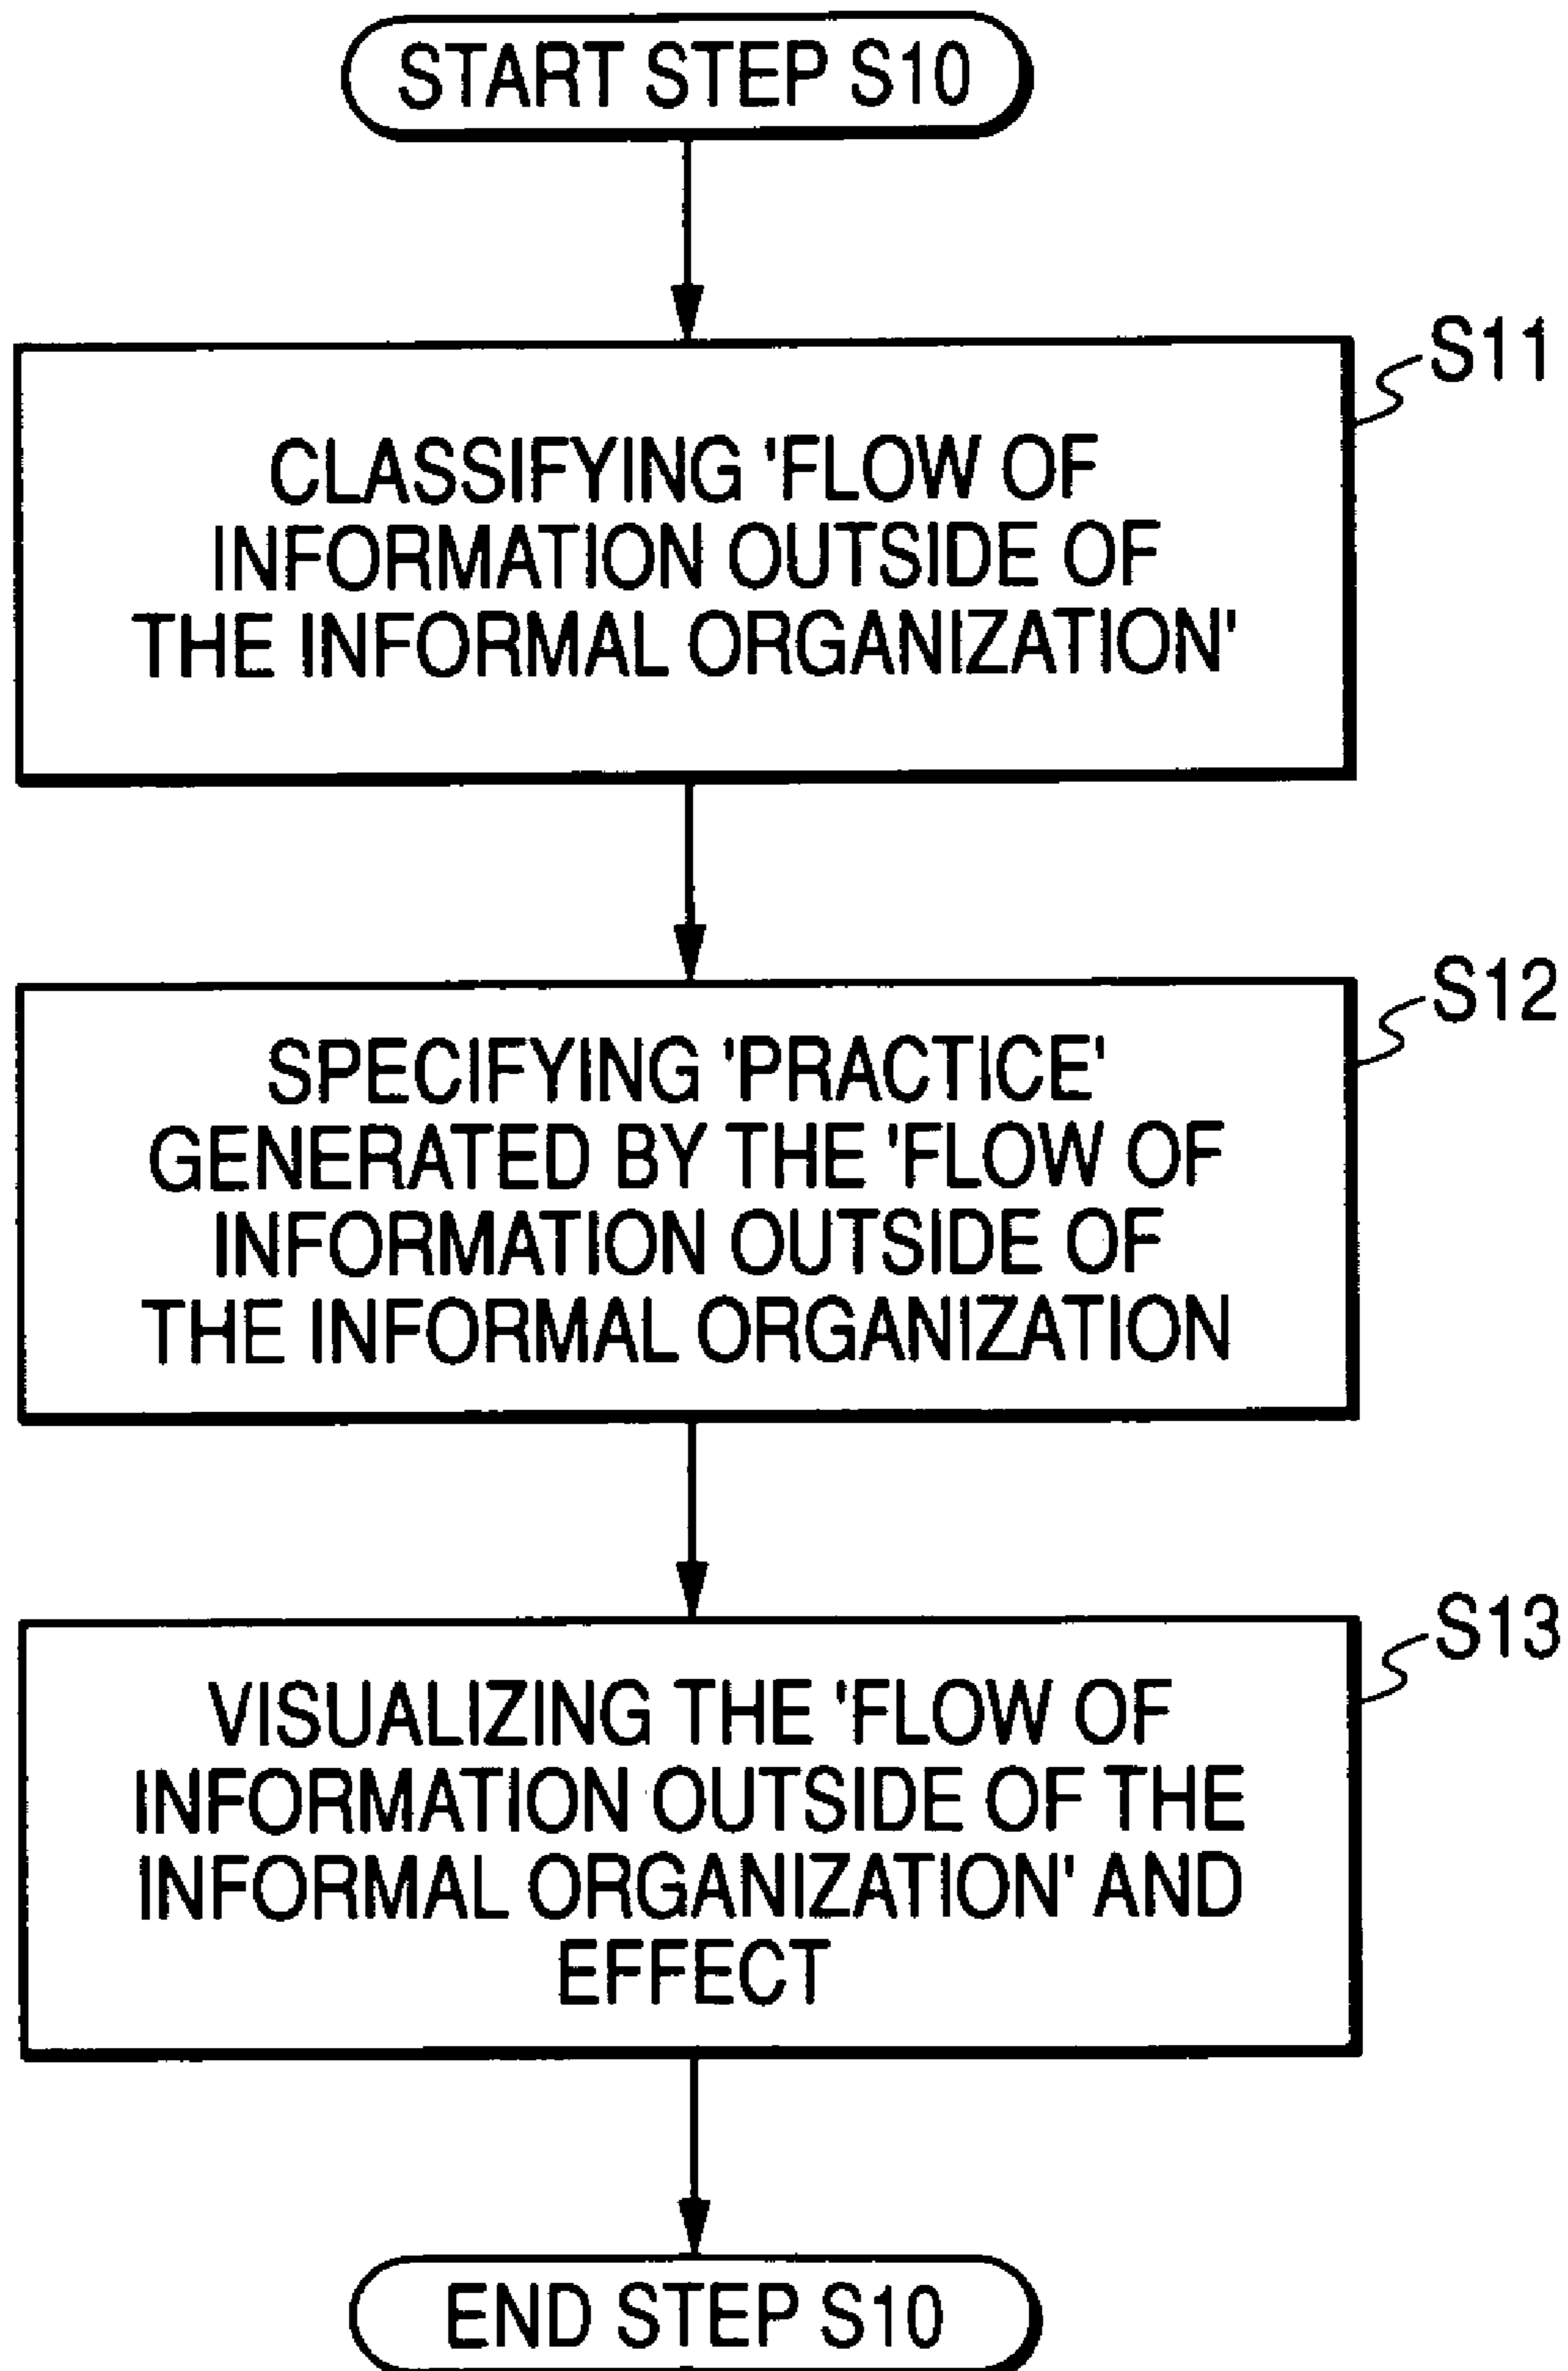 START STEP S10
S11
CLASSIFYING 'FLOW OF
INFORMATION OUTSIDE OF
THE INFORMAL ORGANIZATION'
S12
SPECIFYING 'PRACTICE'
GENERATED BY THE 'FLOW OF
INFORMATION OUTSIDE OF
THE INFORMAL ORGANIZATION
S13
VISUALIZING THE 'FLOW OF
INFORMATION OUTSIDE OF THE
INFORMAL ORGANIZATION' AND
EFFECT
END STEP S10